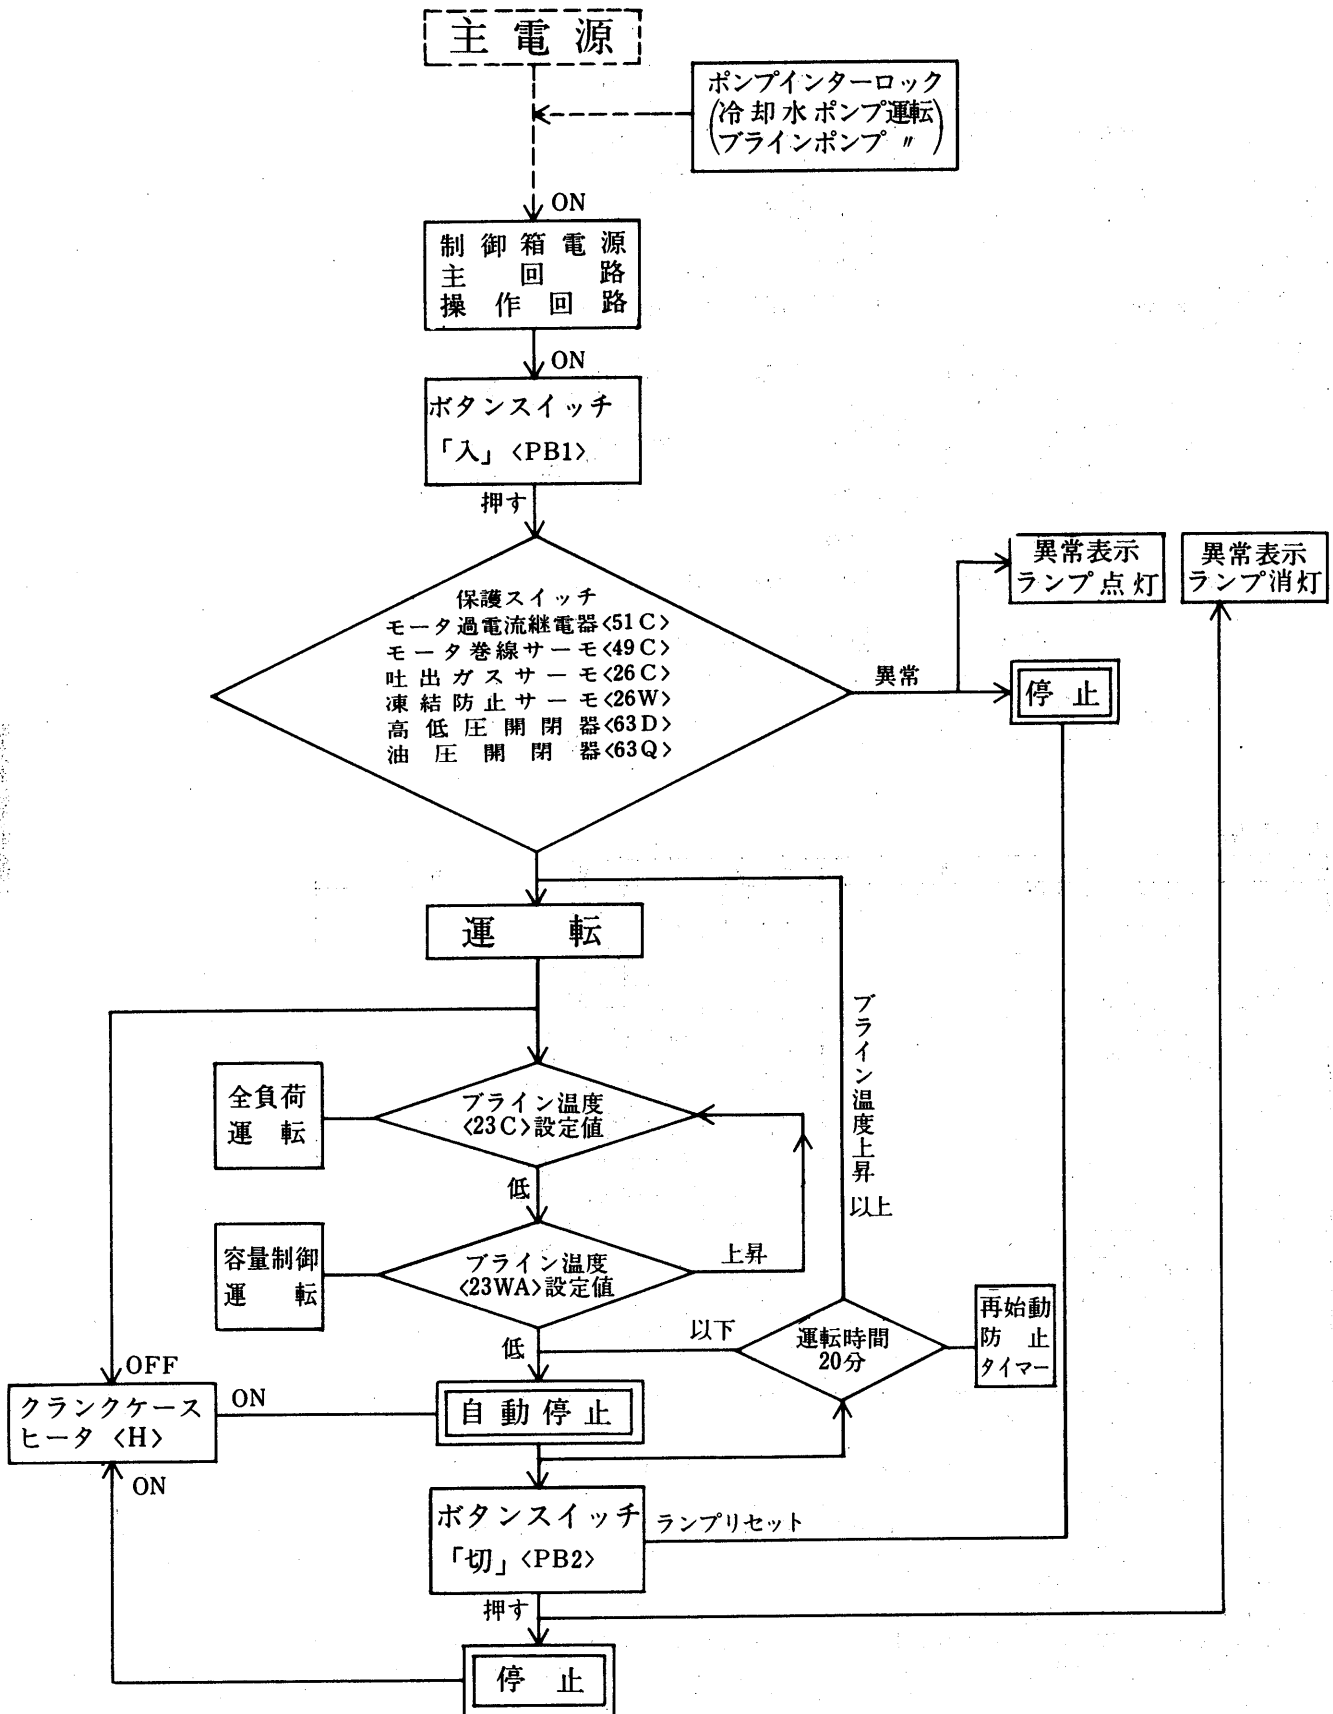 主電源
ポンプインターロック
(冷却水ポンプ運転)
(ブラインポンプ 〃 )
ON
制御箱電源
主回路
操作回路
ON
ボタンスイッチ
「入」<PB1>
押す
保護スイッチ
モータ過電流継電器<51C>
モータ巻線サーモ<49C>
吐出ガスサーモ<26C>
凍結防止サーモ<26W>
高低圧開閉器<63D>
油圧開閉器<63Q>
異常
異常表示
ランプ点灯
異常表示
ランプ消灯
停止
運転
ブライン温度上昇
以上
全負荷
運転
ブライン温度
<23C>設定値
低
容量制御
運転
ブライン温度
<23WA>設定値
上昇
低
以下
運転時間
20分
再始動
防止
タイマー
OFF
クランクケース
ヒータ<H>
ON
自動停止
ON
ボタンスイッチ
「切」<PB2>
ランプリセット
押す
停止